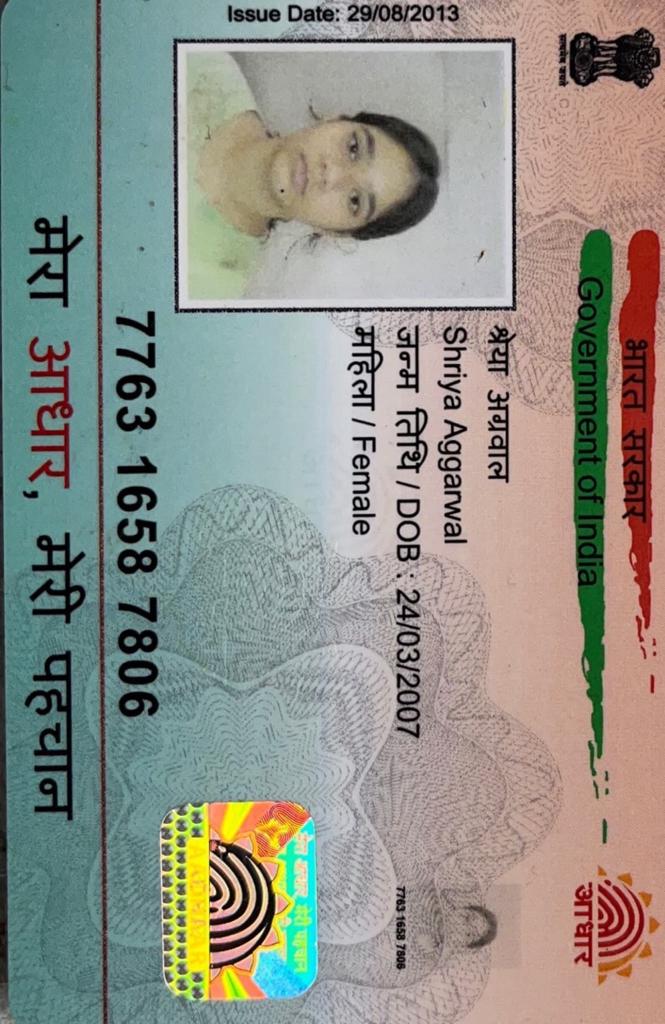 सत्यमेव जयते
भारत सरकार
Government of India
आधार
Issue Date: 29/08/2013
श्रेया अग्रवाल
Shriya Aggarwal
जन्म तिथि / DOB : 24/03/2007
महिला / Female
7763 1658 7806
मेरा आधार मेरी पहचान
AADHAAR
7763 1658 7806
मेरा आधार, मेरी पहचान